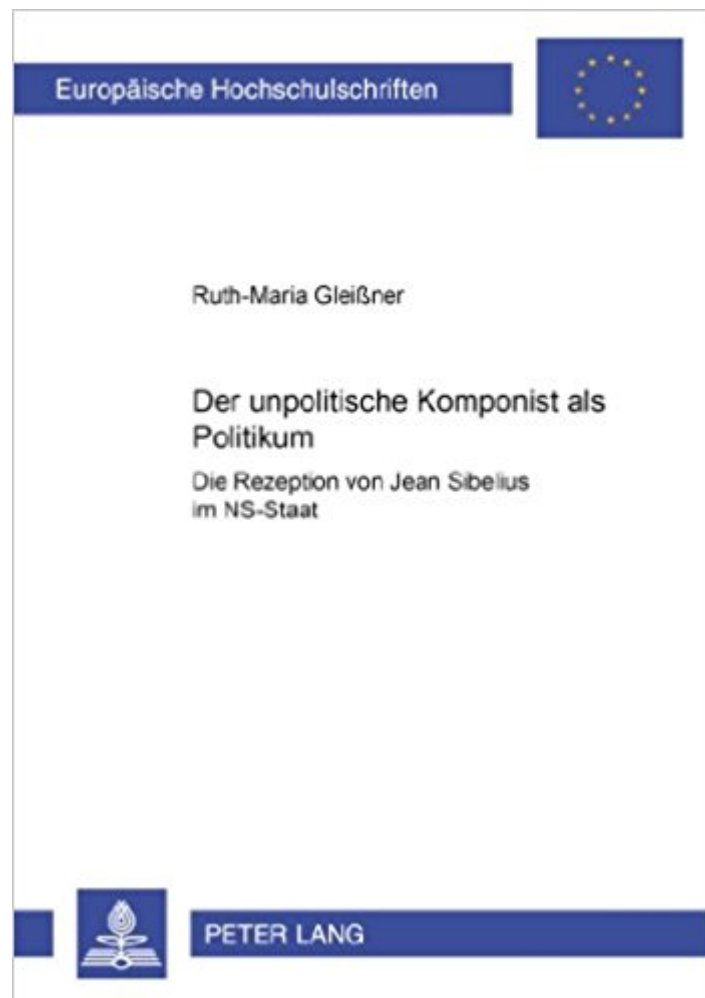 Europäische Hochschulschriften
Ruth-Maria Gleißner
Der unpolitische Komponist als
Politikum
Die Rezeption von Jean Sibelius
im NS-Staat
PETER LANG